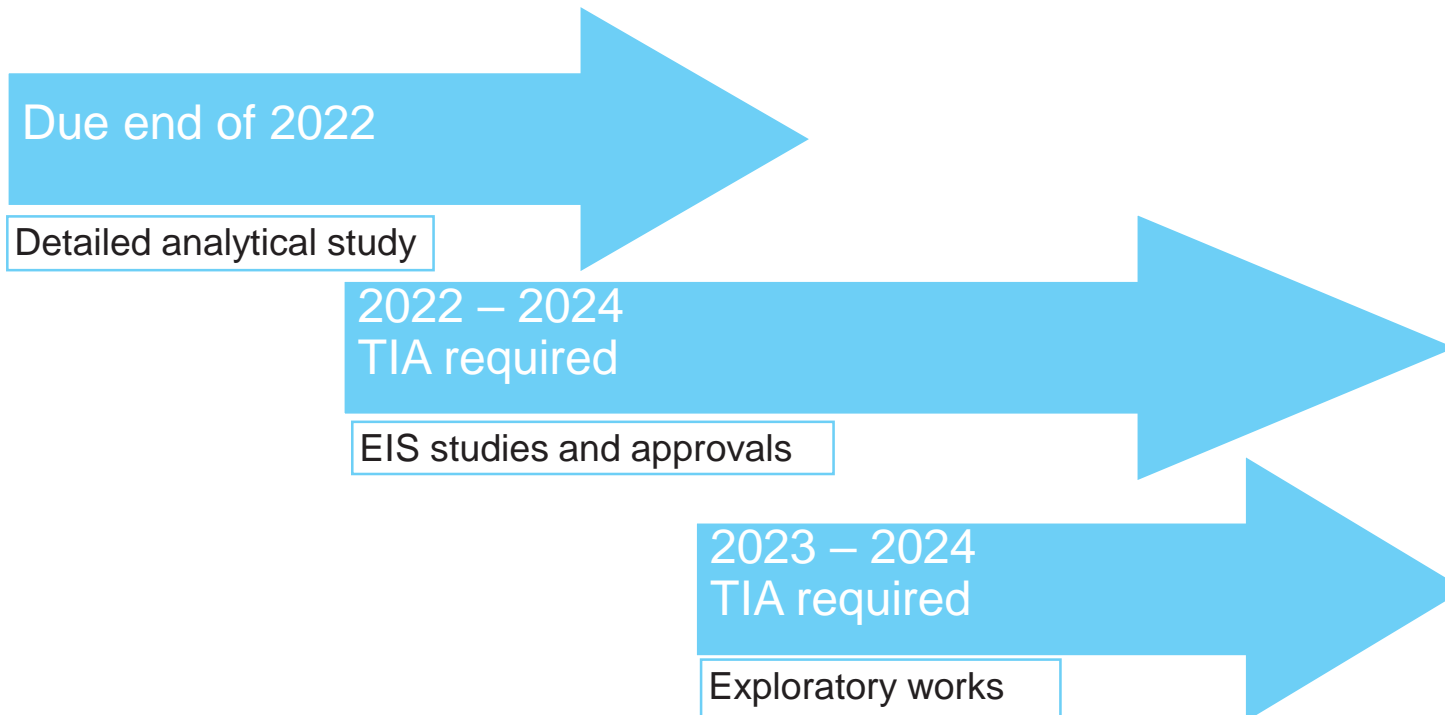 Due end of 2022
Detailed analytical study
2022 – 2024
TIA required
EIS studies and approvals
2023 – 2024
TIA required
Exploratory works